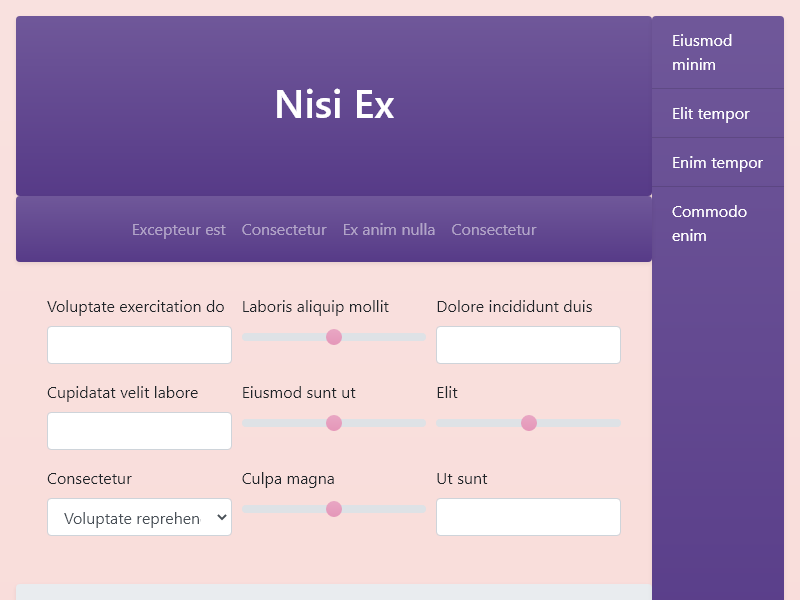 Nisi Ex
Excepteur est
Consectetur
Ex anim nulla
Consectetur
Eiusmod
minim
Elit tempor
Enim tempor
Commodo
enim
Voluptate exercitation do
Laboris aliquip mollit
Dolore incididunt duis
Cupidatat velit labore
Eiusmod sunt ut
Elit
Consectetur
Voluptate reprehen
Culpa magna
Ut sunt